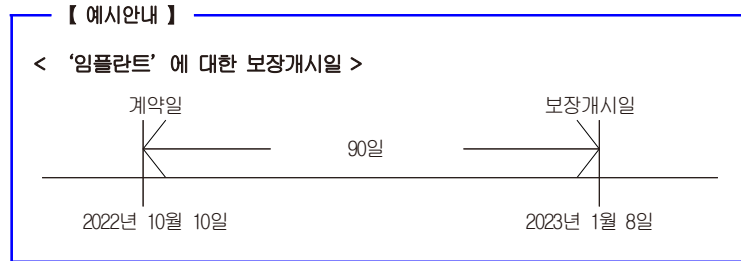 【 예시안내 】
< ‘임플란트’ 에 대한 보장개시일 >
계약일 보장개시일
90일
2022년 10월 10일 2023년 1월 8일